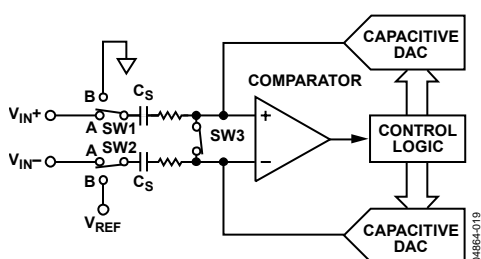 CAPACITIVE
DAC
COMPARATOR
B
CS
VIN+
A SW1
+
SW3
CONTROL
LOGIC
VIN–
A SW2
–
B
CS
VREF
CAPACITIVE
DAC
04864-019